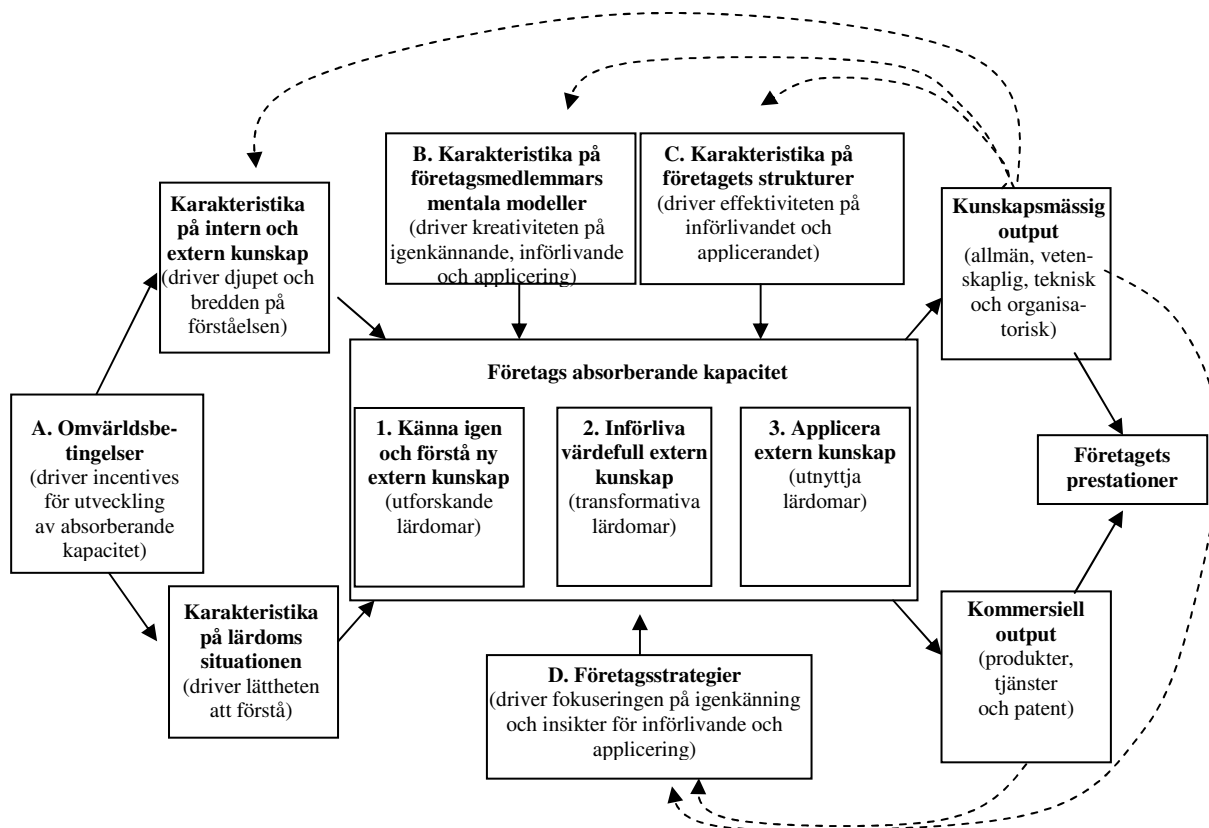 B. Karakteristika på
företagsmedlemmars
mentala modeller
(driver kreativiteten på
igenkännande, införlivande
och applicering)
C. Karakteristika på
företagets strukturer
(driver effektiviteten på
införlivandet och
applicerandet)
Karakteristika
på intern och
extern kunskap
(driver djupet och
bredden på
förståelsen)
Kunskapsmässig
output
(allmän, veten-
skaplig, teknisk
och organisa-
torisk)
A. Omvärldsbe-
tingelser
(driver incentives
för utveckling
av absorberande
kapacitet)
Företags absorberande kapacitet
1. Känna igen
och förstå ny
extern kunskap
(utforskande
lärdomar)
2. Införliva
värdefull extern
kunskap
(transformativa
lärdomar)
3. Applicera
extern kunskap
(utnyttja
lärdomar)
Företagets
prestationer
Karakteristika
på lärdoms
situationen
(driver lättheten
att förstå)
D. Företagsstrategier
(driver fokuseringen på igenkänning
och insikter för införlivande och
applicering)
Kommersiell
output
(produkter,
tjänster
och patent)